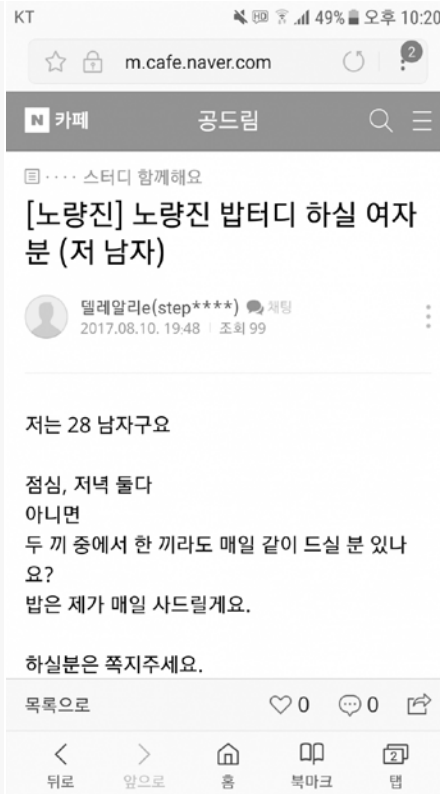 KT HD 49% 오후 10:20
m.cafe.naver.com 2
N 카페 공드림
···· 스터디 함께해요
[노량진] 노량진 밥터디 하실 여자
분 (저 남자)
델레알리e(step****) 채팅
2017.08.10. 19:48 조회 99
저는 28 남자구요
점심, 저녁 둘다
아니면
두 끼 중에서 한 끼라도 매일 같이 드실 분 있나
요?
밥은 제가 매일 사드릴게요.
하실분은 쪽지주세요.
목록으로 0 0
뒤로 앞으로 홈 북마크 2 탭